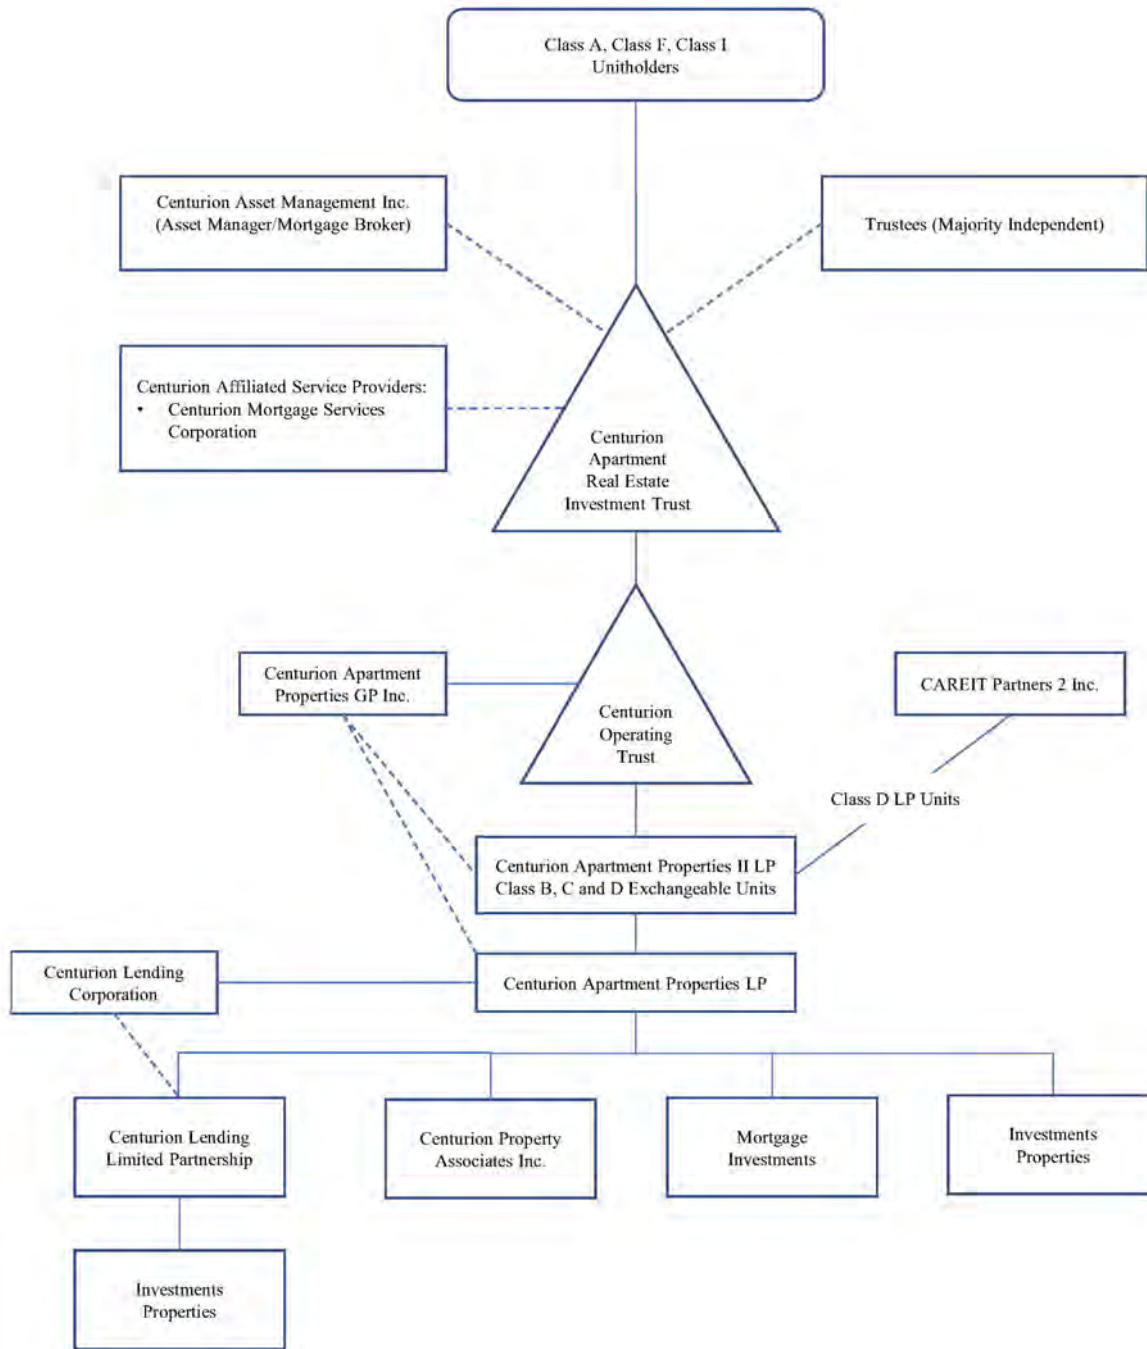 Class A, Class F, Class I
Unitholders
Centurion Asset Management Inc.
(Asset Manager/Mortgage Broker)
Trustees (Majority Independent)
Centurion Affiliated Service Providers:
• Centurion Mortgage Services
Corporation
Centurion
Apartment
Real Estate
Investment Trust
Centurion Apartment
Properties GP Inc.
CAREIT Partners 2 Inc.
Centurion
Operating
Trust
Class D LP Units
Centurion Apartment Properties II LP
Class B, C and D Exchangeable Units
Centurion Lending
Corporation
Centurion Apartment Properties LP
Centurion Lending
Limited Partnership
Centurion Property
Associates Inc.
Mortgage
Investments
Investments
Properties
Investments
Properties